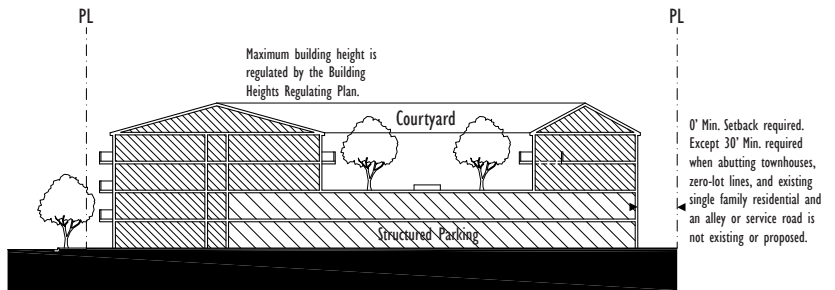 PL
PL
Maximum building height is
regulated by the Building
Heights Regulating Plan.
Courtyard
0' Min. Setback required.
Except 30' Min. required
when abutting townhouses,
zero-lot lines, and existing
single family residential and
an alley or service road is
not existing or proposed.
Structured Parking